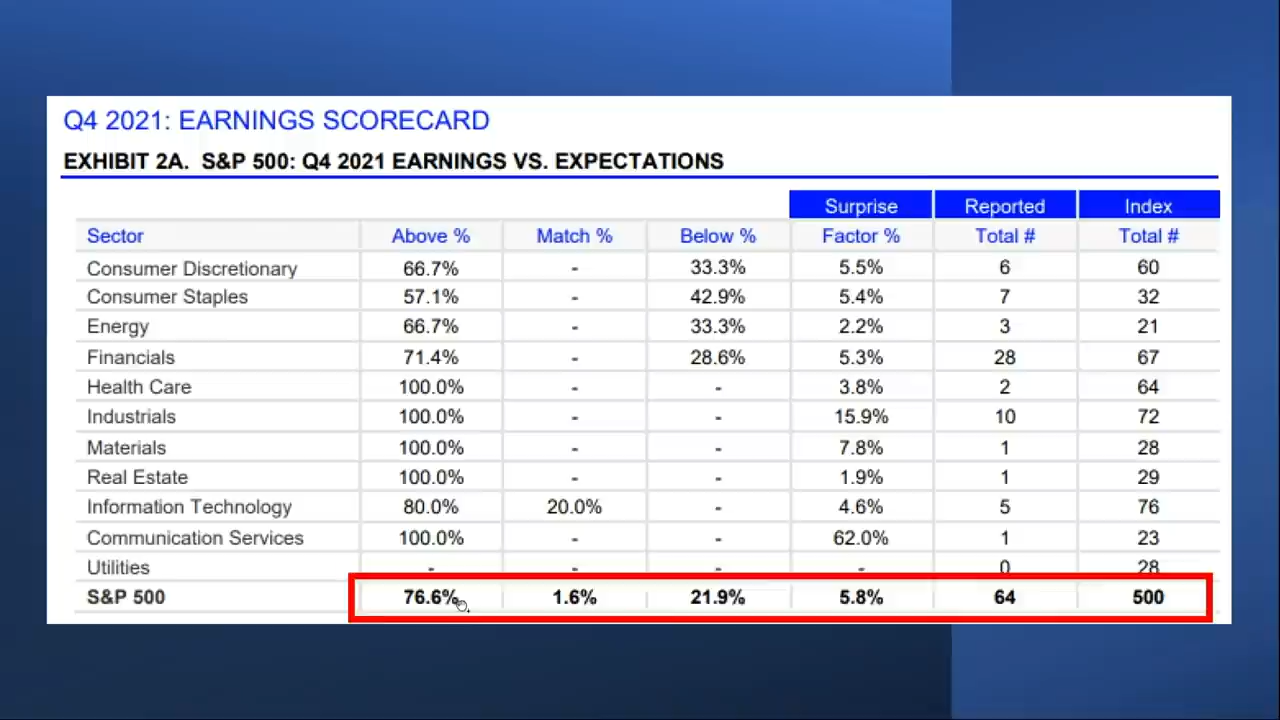 Q4 2021: EARNINGS SCORECARD
EXHIBIT 2A. S&P 500: Q4 2021 EARNINGS VS. EXPECTATIONS
Surprise Reported Index
Sector Above % Match % Below % Factor % Total # Total #
Consumer Discretionary 66.7% - 33.3% 5.5% 6 60
Consumer Staples 57.1% - 42.9% 5.4% 7 32
Energy 66.7% - 33.3% 2.2% 3 21
Financials 71.4% - 28.6% 5.3% 28 67
Health Care 100.0% - - 3.8% 2 64
Industrials 100.0% - - 15.9% 10 72
Materials 100.0% - - 7.8% 1 28
Real Estate 100.0% - - 1.9% 1 29
Information Technology 80.0% 20.0% - 4.6% 5 76
Communication Services 100.0% - - 62.0% 1 23
Utilities - - - - 0 28
S&P 500 76.6% 1.6% 21.9% 5.8% 64 500